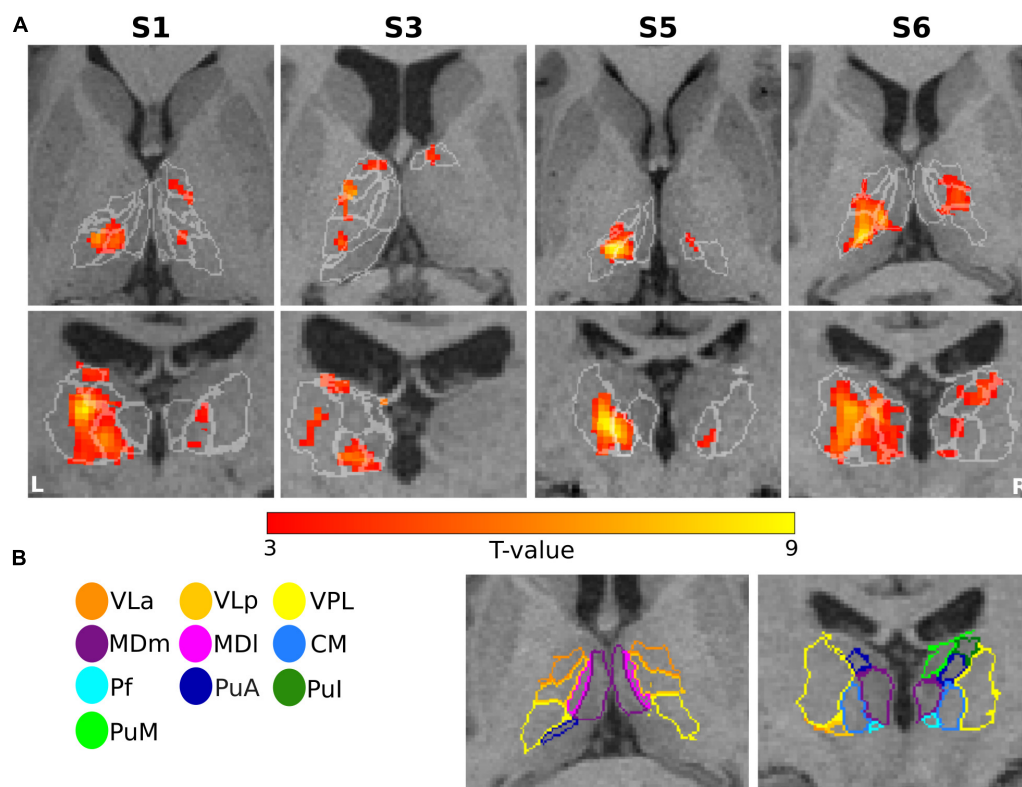 A
S1 S3 S5 S6
L R
3 T-value 9
B
VLa VLp VPL
MDm MDl CM
Pf PuA PuI
PuM